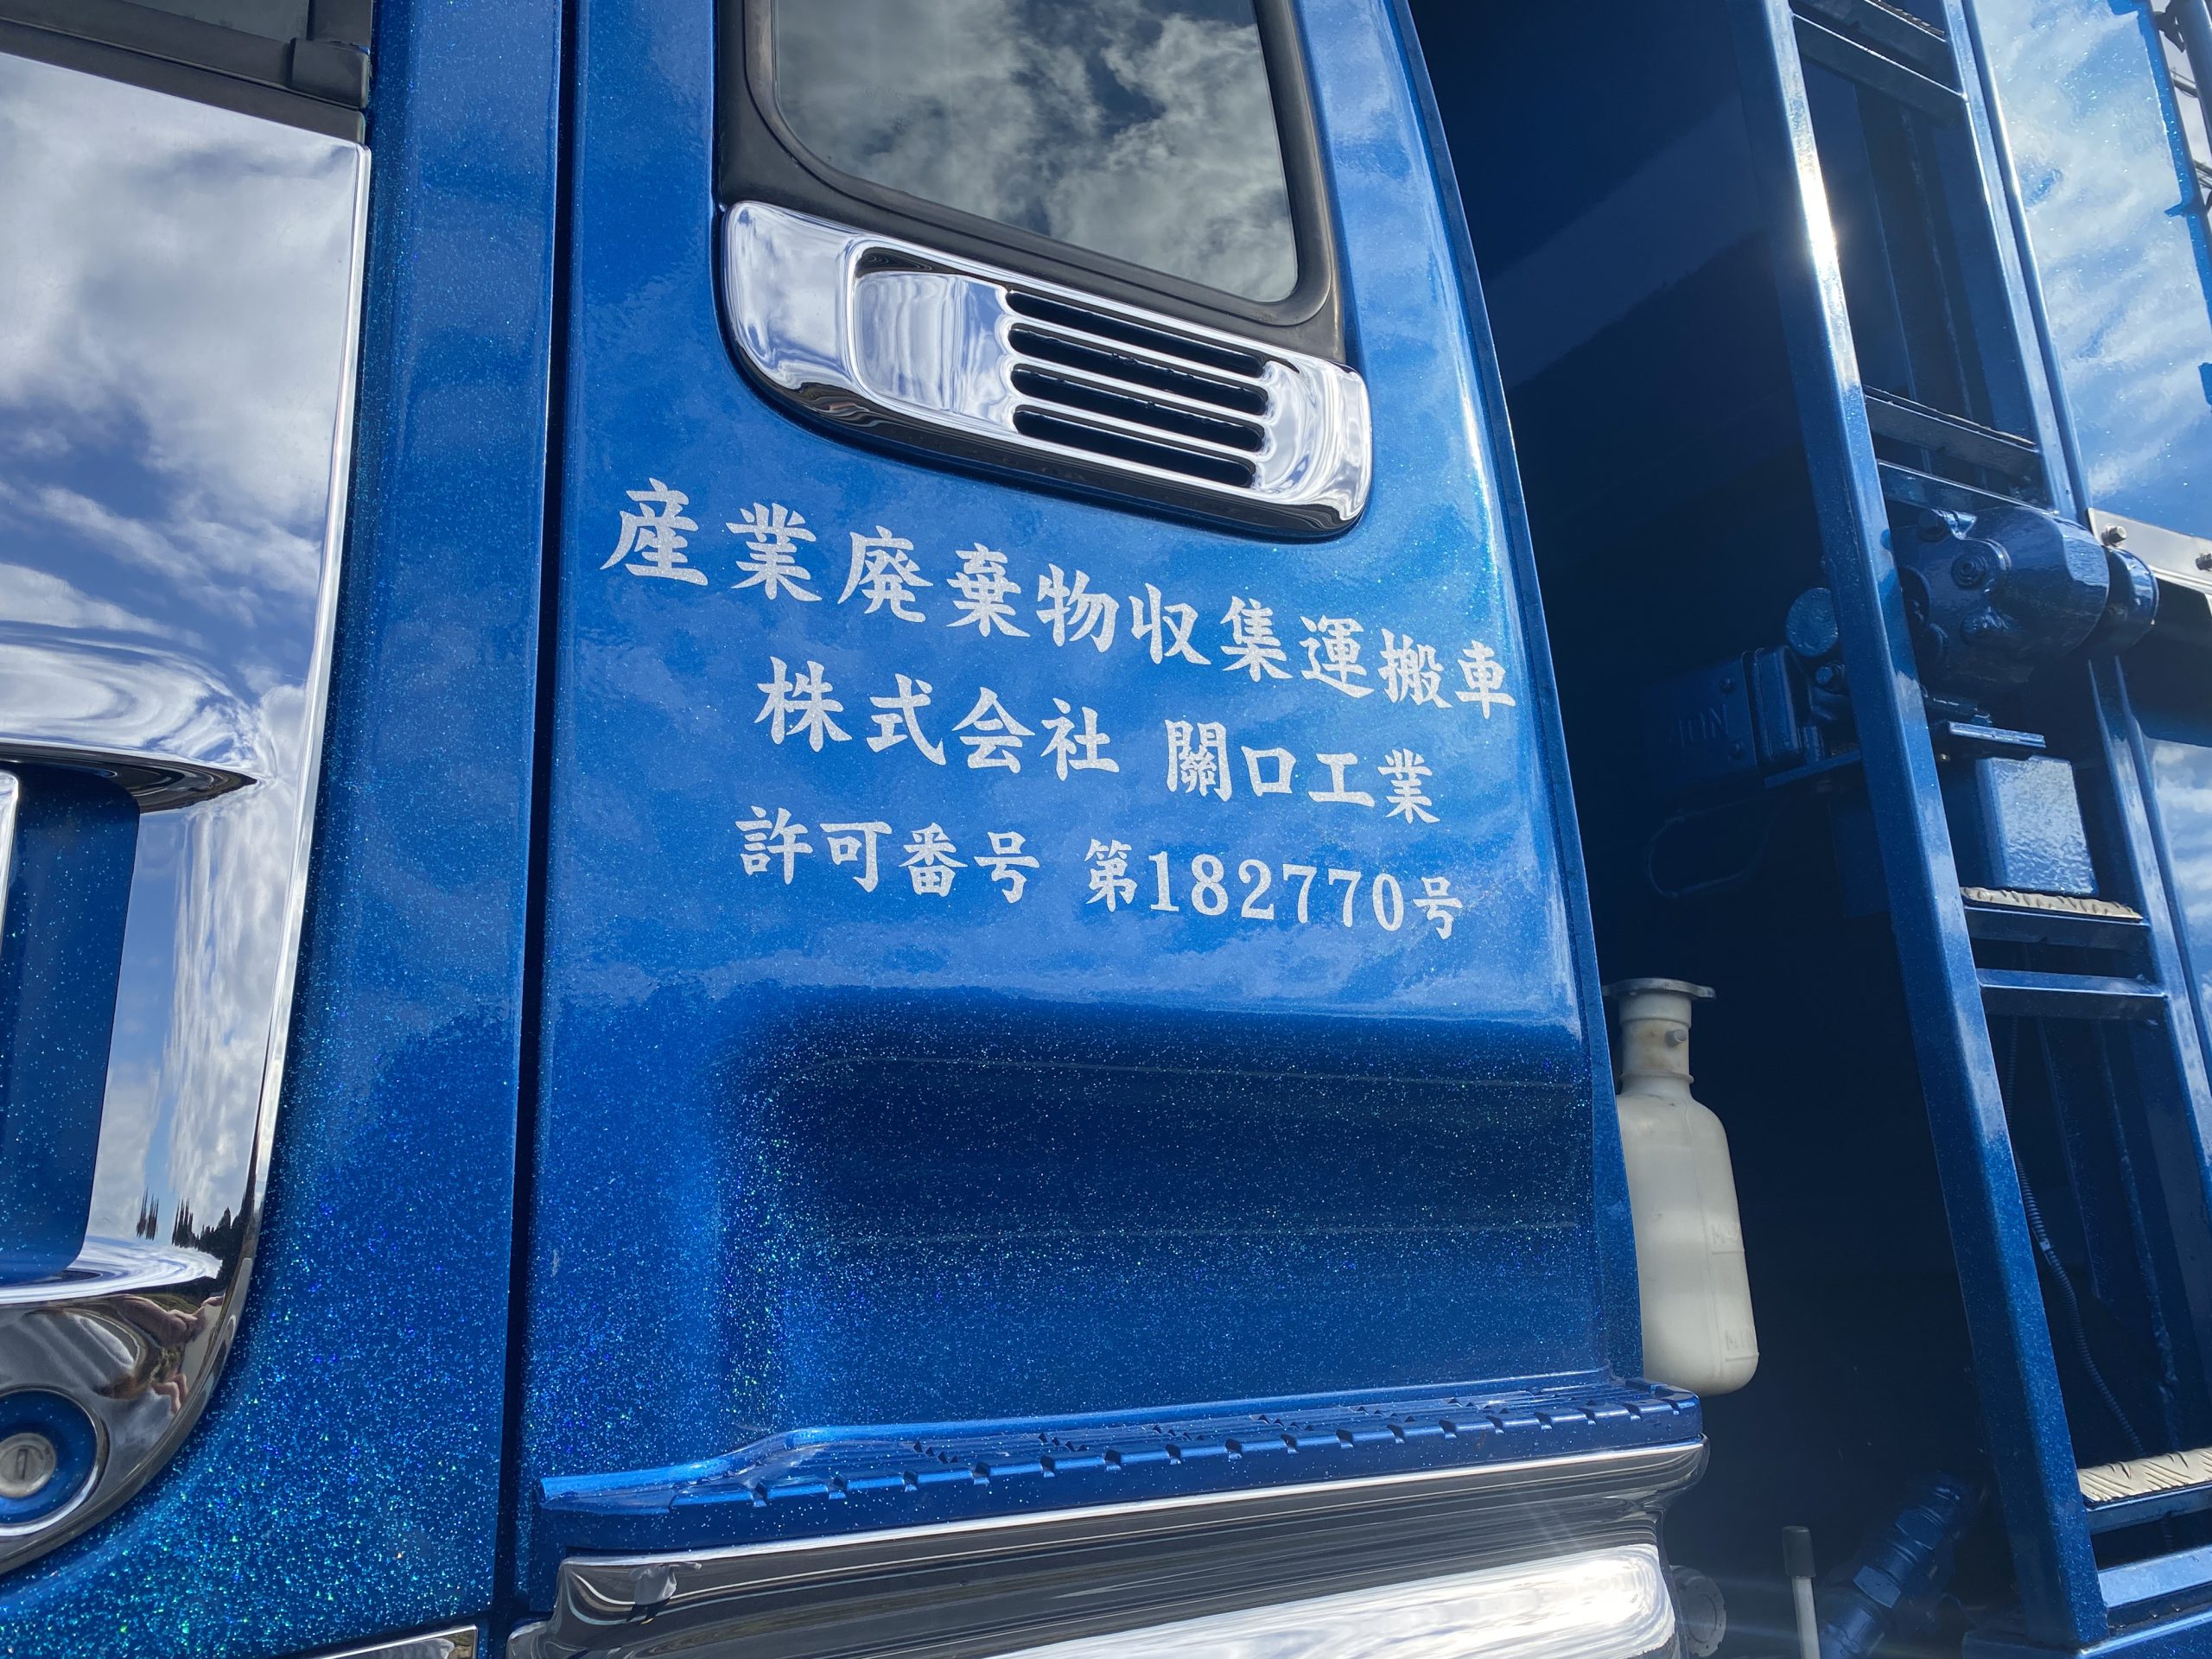 産業廃棄物収集運搬車
株式会社 關口工業
許可番号 第182770号